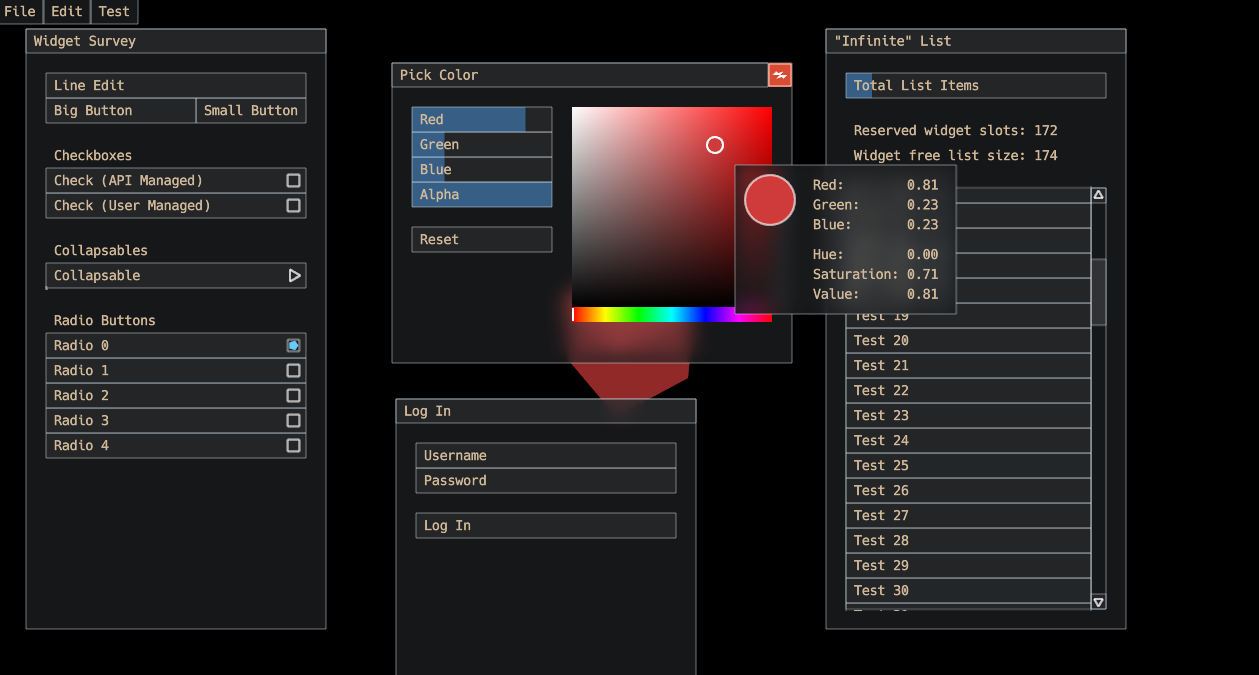 File Edit Test
Widget Survey
Line Edit
Big Button Small Button
Checkboxes
Check (API Managed)
Check (User Managed)
Collapsables
Collapsable
Radio Buttons
Radio 0
Radio 1
Radio 2
Radio 3
Radio 4
Pick Color
Red
Green
Blue
Alpha
Reset
Red: 0.81
Green: 0.23
Blue: 0.23
Hue: 0.00
Saturation: 0.71
Value: 0.81
Log In
Username
Password
Log In
"Infinite" List
Total List Items
Reserved widget slots: 172
Widget free list size: 174
Test 19
Test 20
Test 21
Test 22
Test 23
Test 24
Test 25
Test 26
Test 27
Test 28
Test 29
Test 30